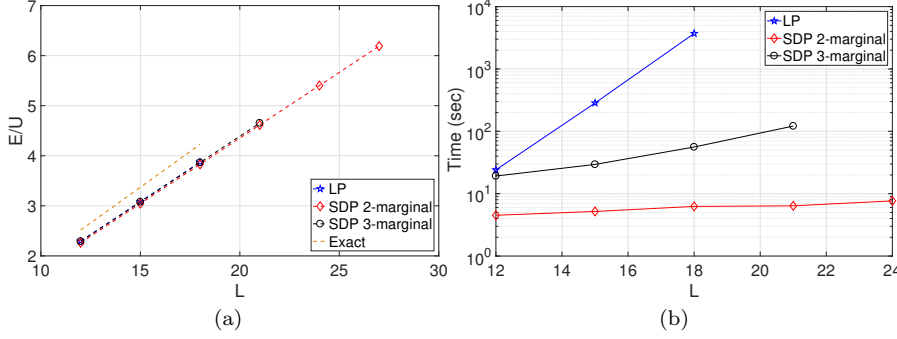 (a)
7
6
5
4
3
2
E/U
10
15
20
25
30
L
LP
SDP 2-marginal
SDP 3-marginal
Exact
(a)
(b)
10^4
10^3
10^2
10^1
10^0
Time (sec)
12
14
16
18
20
22
24
L
LP
SDP 2-marginal
SDP 3-marginal
(b)